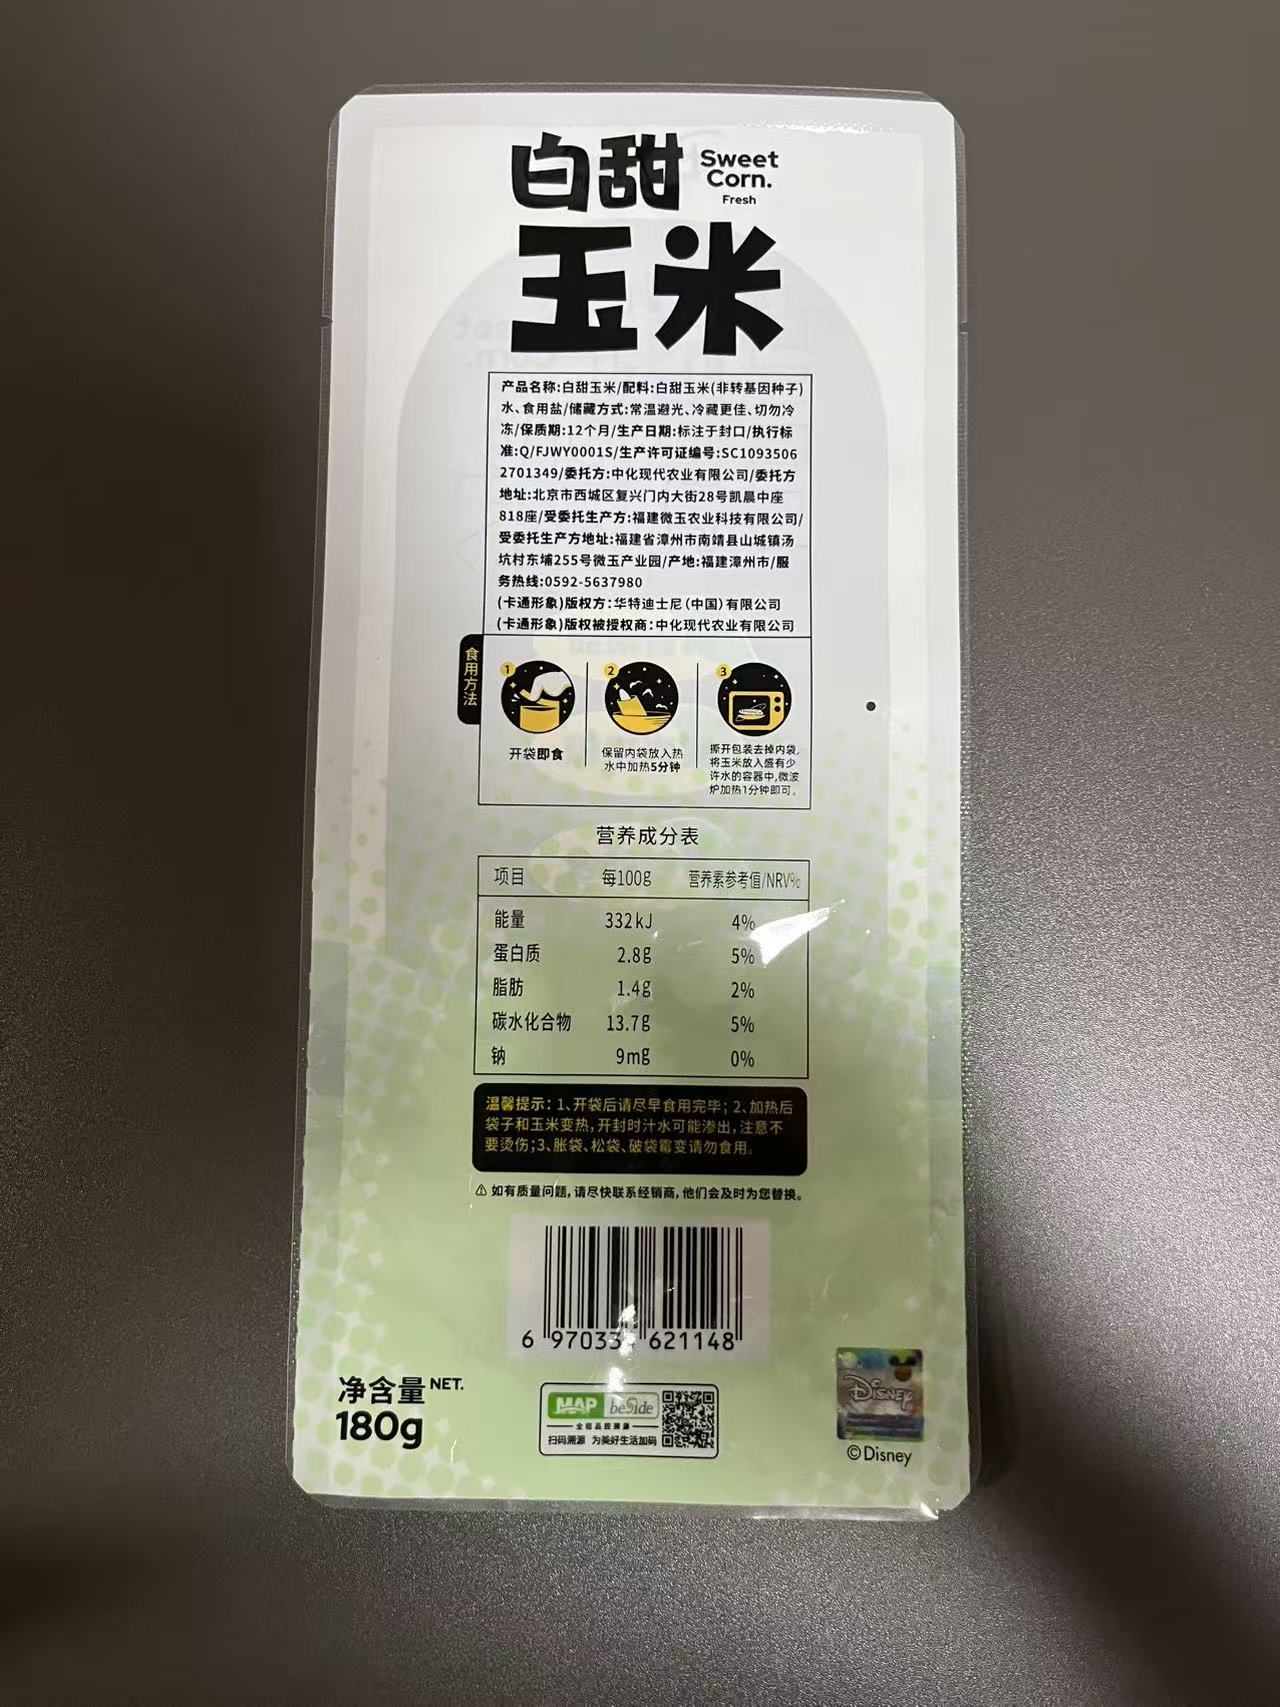 白甜
Sweet
Corn.
Fresh
玉米
产品名称:白甜玉米/配料:白甜玉米(非转基因种子)
水、食用盐/储藏方式:常温避光、冷藏更佳、切勿冷
冻/保质期:12个月/生产日期:标注于封口/执行标
准:Q/FJWY0001S/生产许可证编号:SC1093506
2701349/委托方:中化现代农业有限公司/委托方
地址:北京市西城区复兴门内大街28号凯晨中座
818座/受委托生产方:福建微玉农业科技有限公司/
受委托生产方地址:福建省漳州市南靖县山城镇汤
坑村东埔255号微玉产业园/产地:福建漳州市/服
务热线:0592-5637980
(卡通形象)版权方:华特迪士尼(中国)有限公司
(卡通形象)版权被授权商:中化现代农业有限公司
食用方法
1
开袋即食
2
保留内袋放入热
水中加热5分钟
3
撕开包装去掉内袋,
将玉米放入盛有少
许水的容器中,微波
炉加热1分钟即可。
营养成分表
项目 每100g 营养素参考值/NRV%
能量 332kJ 4%
蛋白质 2.8g 5%
脂肪 1.4g 2%
碳水化合物 13.7g 5%
钠 9mg 0%
温馨提示:1、开袋后请尽早食用完毕;2、加热后
袋子和玉米变热,开封时汁水可能渗出,注意不
要烫伤;3、胀袋、松袋、破袋霉变请勿食用。
⚠ 如有质量问题,请尽快联系经销商,他们会及时为您替换。
6 970334 621148
净含量 NET.
180g
MAP beSide
全程品控溯源
扫码溯源 为美好生活加码
Disney
©Disney